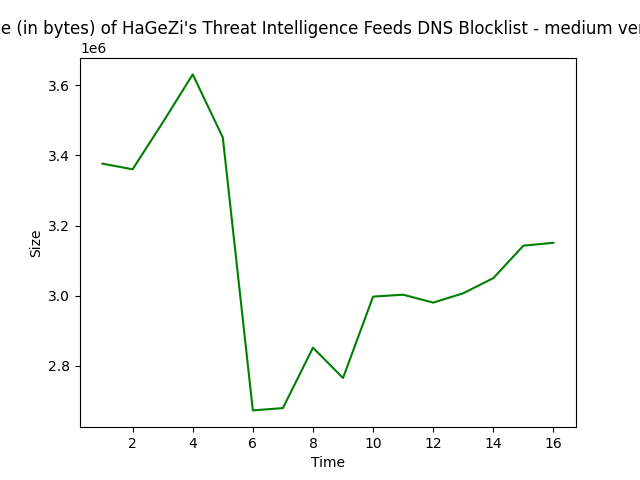 e (in bytes) of HaGeZi's Threat Intelligence Feeds DNS Blocklist - medium ver
1e6
3.6
3.4
3.2
3.0
2.8
Size
2 4 6 8 10 12 14 16
Time